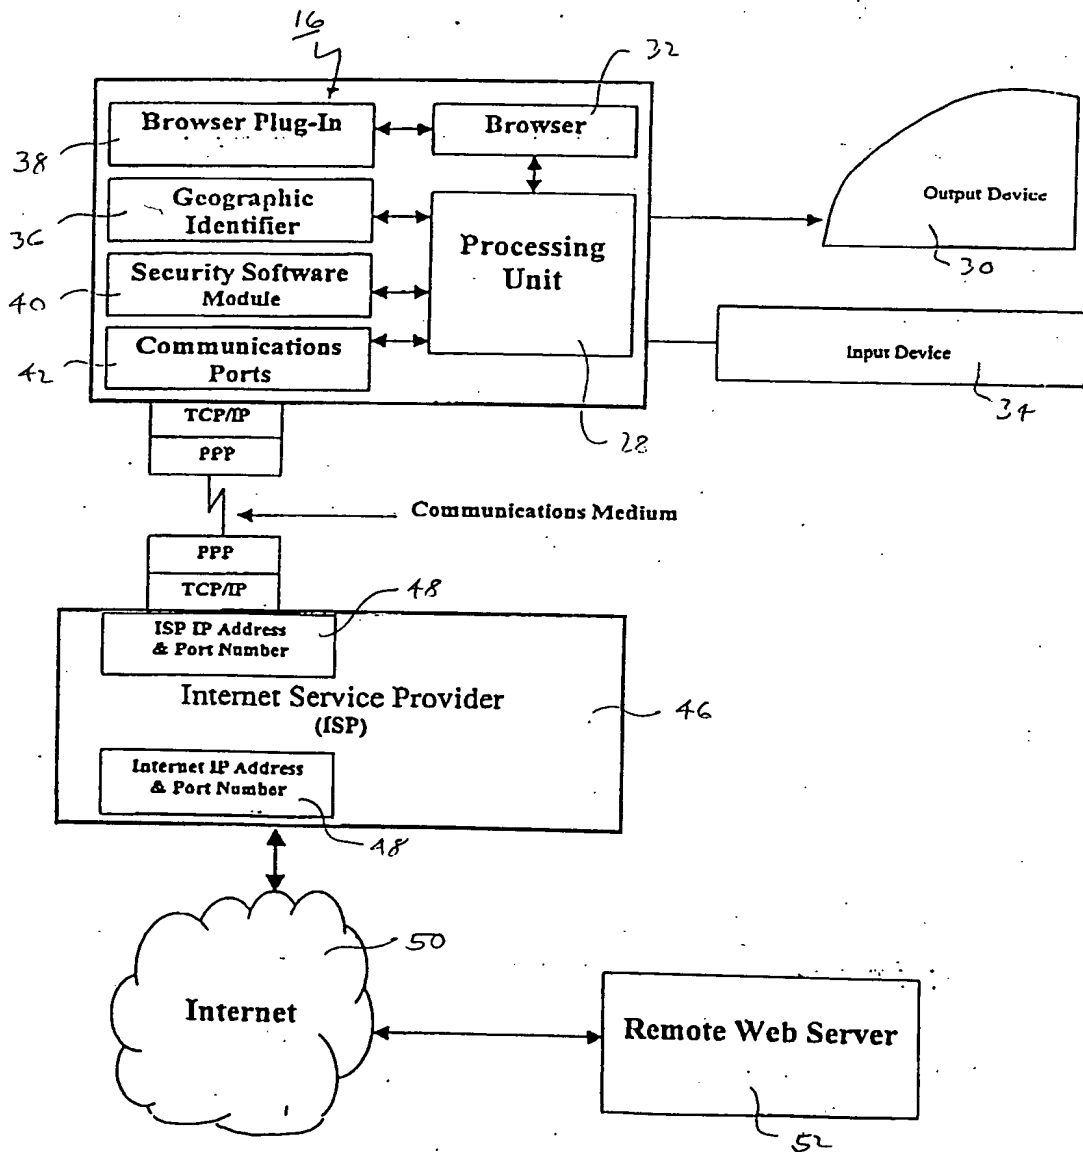 16
32
Browser Plug-In
Browser
38
Geographic
Identifier
36
Processing
Unit
Output Device
30
Security Software
Module
40
Communications
Ports
42
28
Input Device
34
TCP/IP
PPP
Communications Medium
PPP
TCP/IP
48
ISP IP Address
& Port Number
Internet Service Provider
(ISP)
46
Internet IP Address
& Port Number
48
50
Internet
Remote Web Server
52